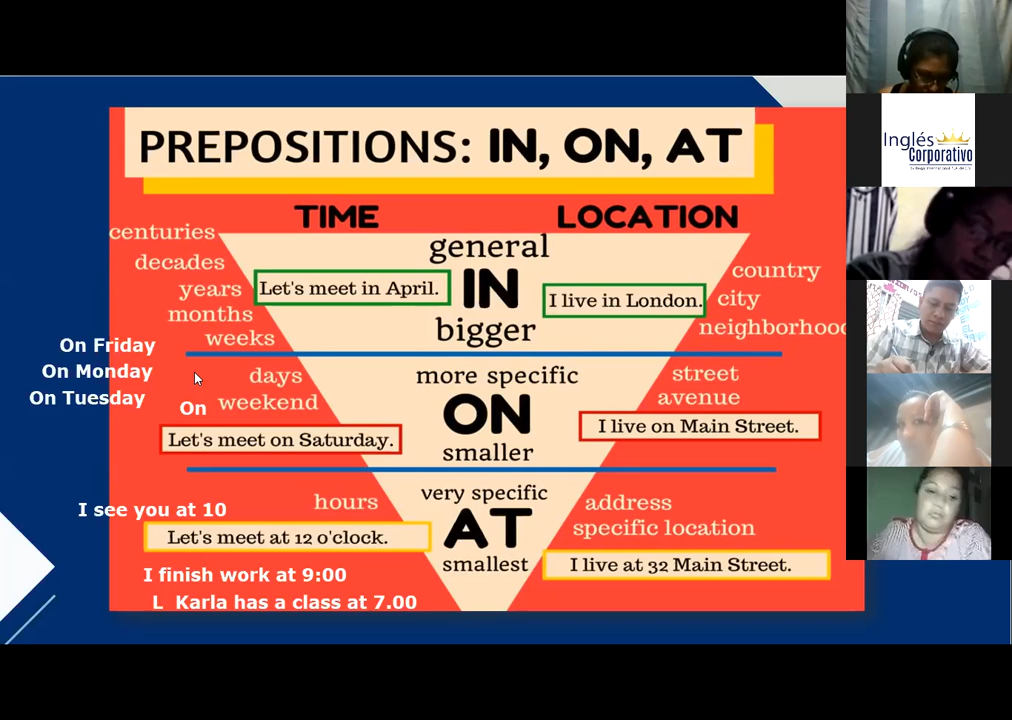 PREPOSITIONS: IN, ON, AT
TIME
LOCATION
centuries
decades
years
months
weeks
Let's meet in April.
general
IN
bigger
I live in London.
country
city
neighborhood
On Friday
On Monday
On Tuesday
On
days
weekend
Let's meet on Saturday.
more specific
ON
smaller
street
avenue
I live on Main Street.
I see you at 10
hours
Let's meet at 12 o'clock.
I finish work at 9:00
L Karla has a class at 7.00
very specific
AT
smallest
address
specific location
I live at 32 Main Street.
Inglés
Corporativo